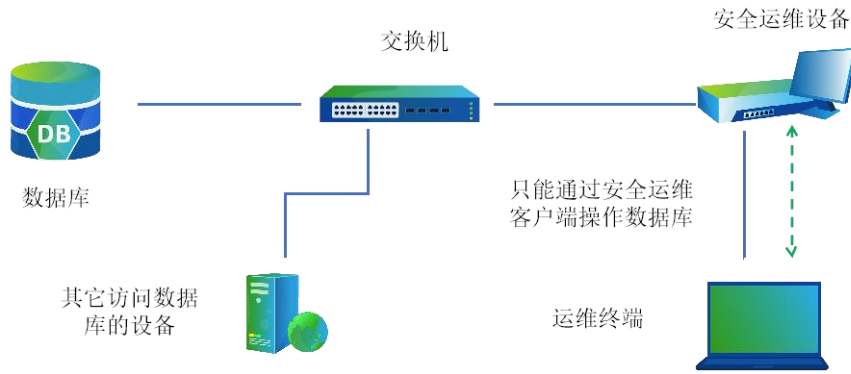 安全运维设备
交换机
DB
数据库
只能通过安全运维
客户端操作数据库
其它访问数据
库的设备
运维终端